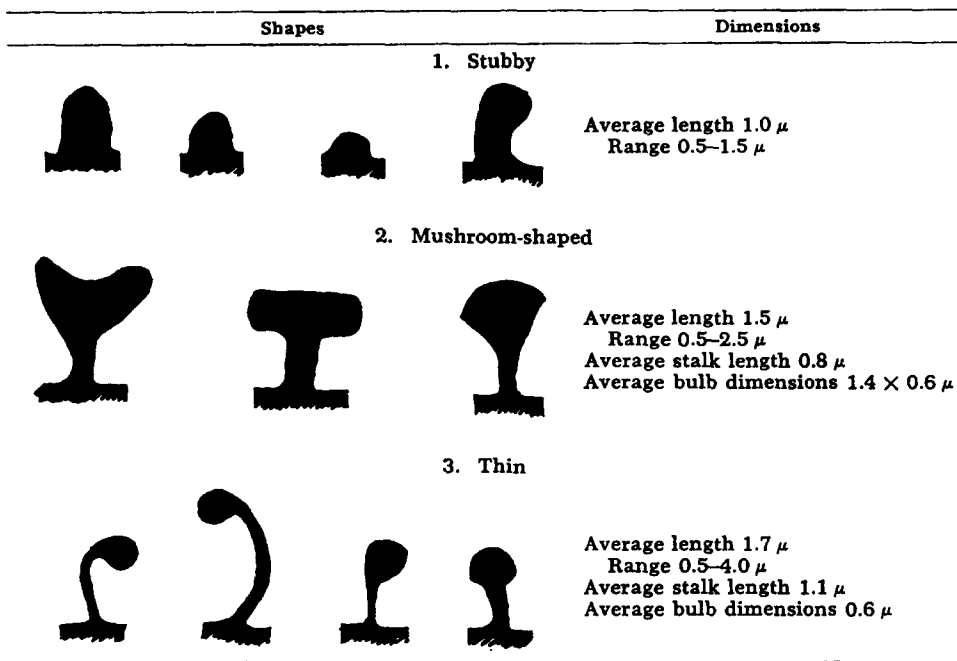 Shapes Dimensions
1. Stubby
Average length 1.0 μ
Range 0.5–1.5 μ
2. Mushroom-shaped
Average length 1.5 μ
Range 0.5–2.5 μ
Average stalk length 0.8 μ
Average bulb dimensions 1.4 × 0.6 μ
3. Thin
Average length 1.7 μ
Range 0.5–4.0 μ
Average stalk length 1.1 μ
Average bulb dimensions 0.6 μ